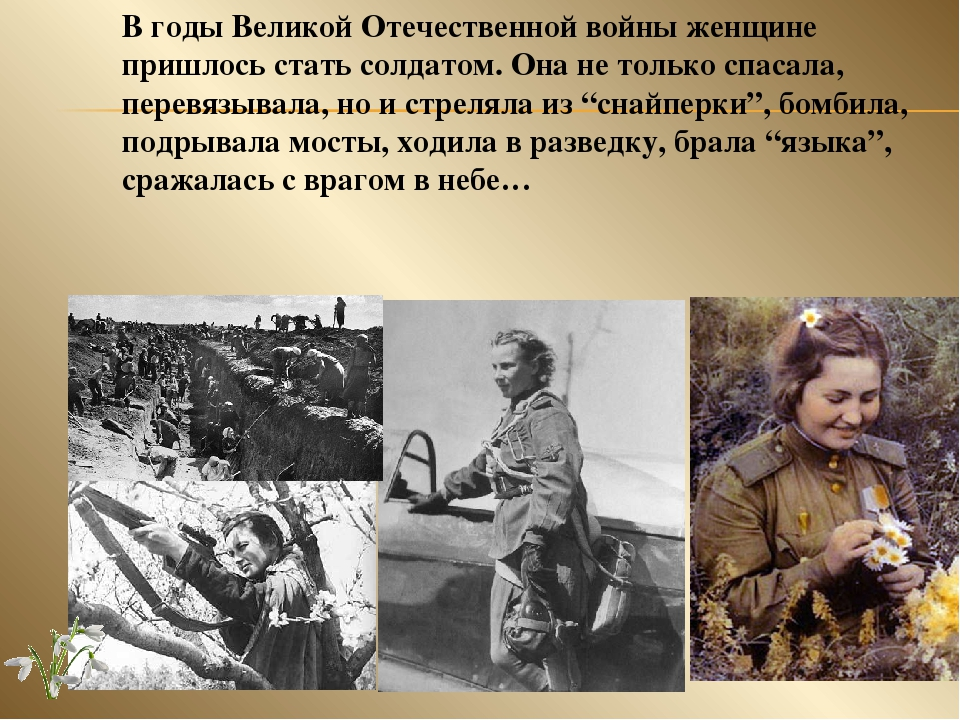 В годы Великой Отечественной войны женщине
пришлось стать солдатом. Она не только спасала,
перевязывала, но и стреляла из “снайперки”, бомбила,
подрывала мосты, ходила в разведку, брала “языка”,
сражалась с врагом в небе…